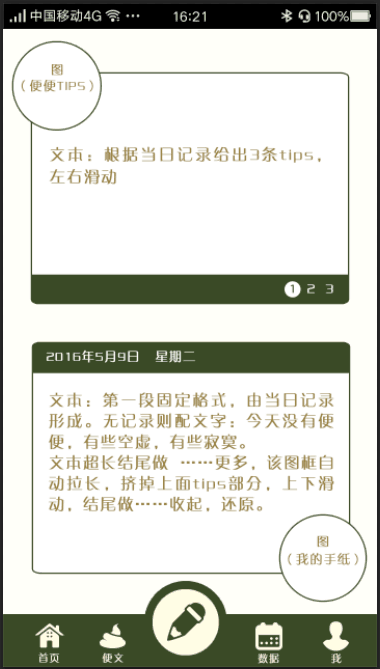 中国移动4G
16:21
100%
图
（便便TIPS）
文本：根据当日记录给出3条tips，
左右滑动
1 2 3
2016年5月9日 星期二
文本：第一段固定格式，由当日记录
形成。无记录则配文字：今天没有便
便，有些空虚，有些寂寞。
文本超长结尾做 ……更多，该图框自
动拉长，挤掉上面tips部分，上下滑
动，结尾做……收起，还原。
图
（我的手纸）
首页
便文
数据
我